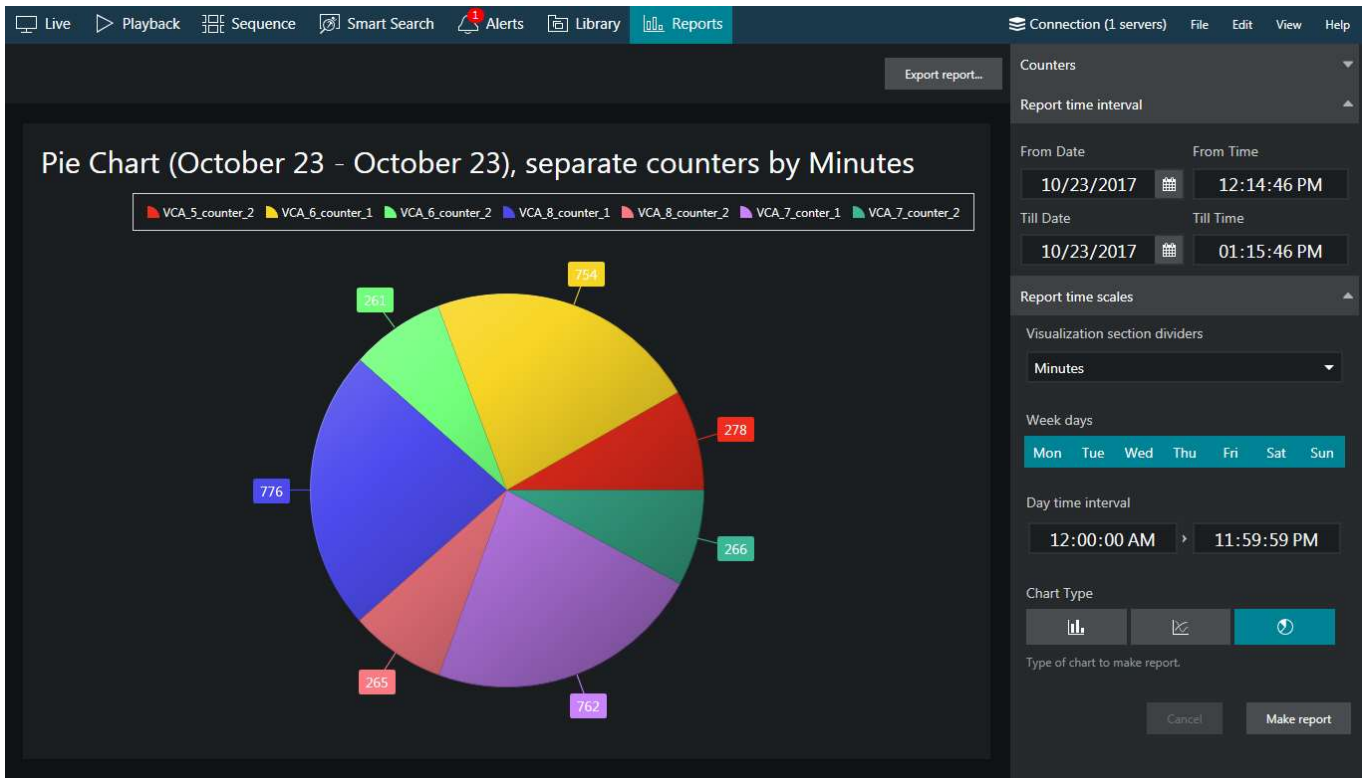 Live Playback Sequence Smart Search 1 Alerts Library Reports Connection (1 servers) File Edit View Help
Export report...
Pie Chart (October 23 - October 23), separate counters by Minutes
VCA_5_counter_2 VCA_6_counter_1 VCA_6_counter_2 VCA_8_counter_1 VCA_8_counter_2 VCA_7_conter_1 VCA_7_counter_2
754
261
278
776
266
265
762
Counters
Report time interval
From Date From Time
10/23/2017 12:14:46 PM
Till Date Till Time
10/23/2017 01:15:46 PM
Report time scales
Visualization section dividers
Minutes
Week days
Mon Tue Wed Thu Fri Sat Sun
Day time interval
12:00:00 AM › 11:59:59 PM
Chart Type
Type of chart to make report.
Cancel Make report